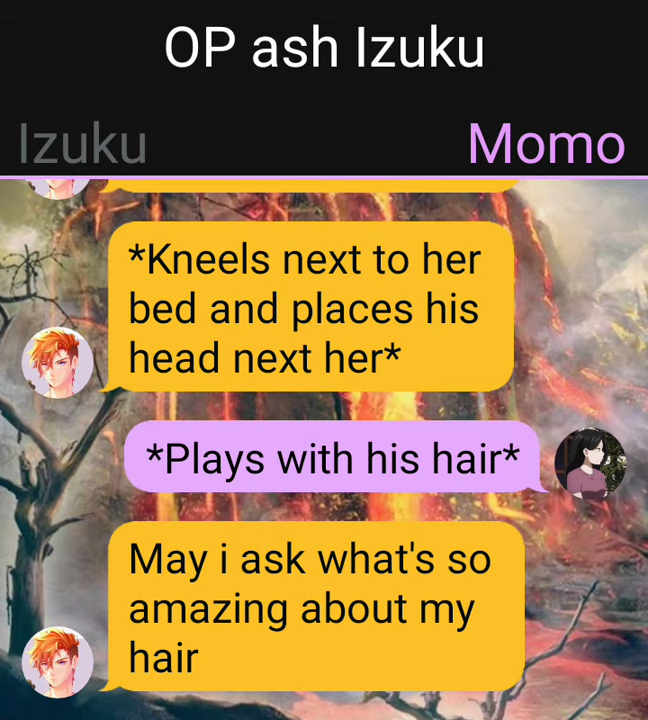 OP ash Izuku
Izuku
Momo
*Kneels next to her
bed and places his
head next her*
*Plays with his hair*
May i ask what's so
amazing about my
hair